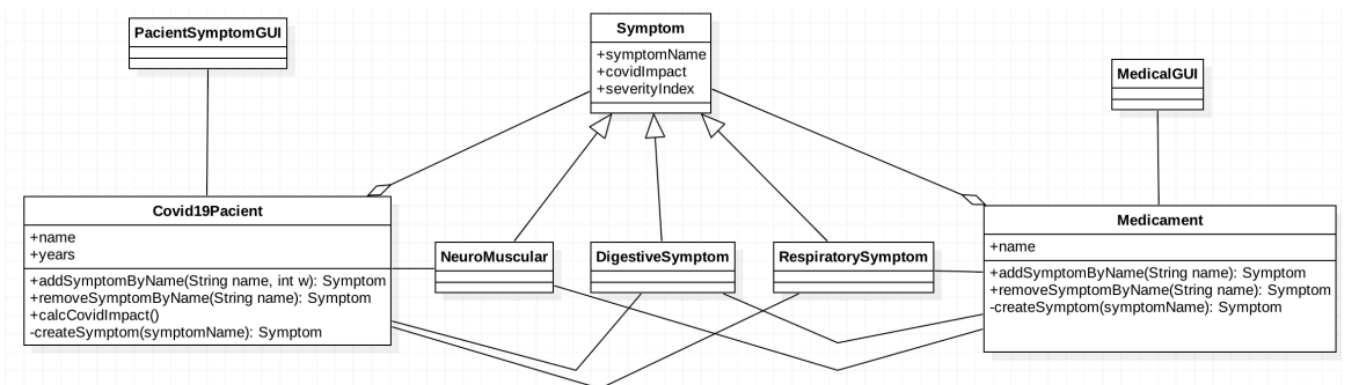 PacientSymptomGUI
Symptom
+symptomName
+covidImpact
+severityIndex
MedicalGUI
Covid19Pacient
+name
+years
+addSymptomByName(String name, int w): Symptom
+removeSymptomByName(String name): Symptom
+calcCovidImpact()
-createSymptom(symptomName): Symptom
NeuroMuscular
DigestiveSymptom
RespiratorySymptom
Medicament
+name
+addSymptomByName(String name): Symptom
+removeSymptomByName(String name): Symptom
-createSymptom(symptomName): Symptom